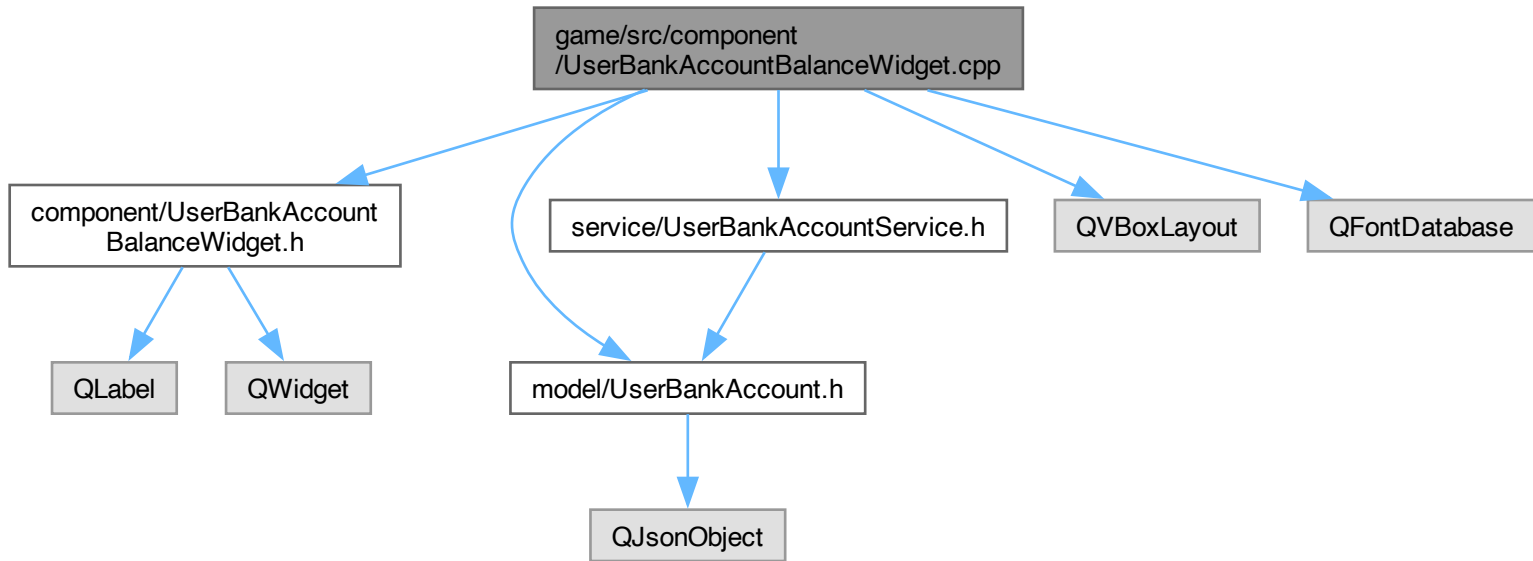 game/src/component
/UserBankAccountBalanceWidget.cpp
component/UserBankAccount
BalanceWidget.h
service/UserBankAccountService.h
QVBoxLayout
QFontDatabase
QLabel
QWidget
model/UserBankAccount.h
QJsonObject